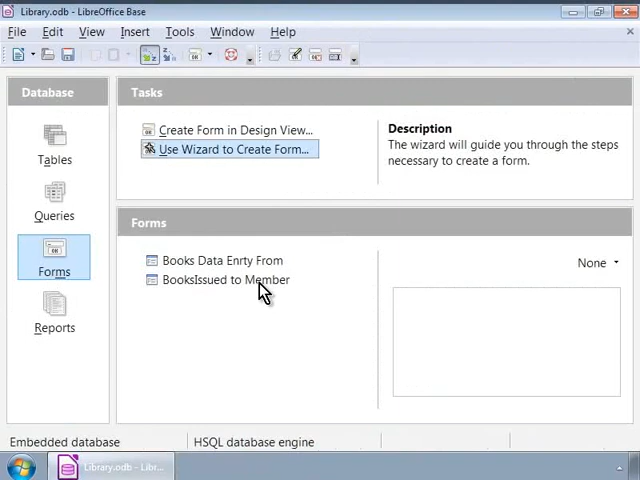 Library.odb - LibreOffice Base
File Edit View Insert Tools Window Help
Database
Tables
Queries
Forms
Reports
Tasks
Create Form in Design View...
Use Wizard to Create Form...
Description
The wizard will guide you through the steps
necessary to create a form.
Forms
Books Data Enrty From
BooksIssued to Member
None
Embedded database HSQL database engine
Library.odb - Libr...